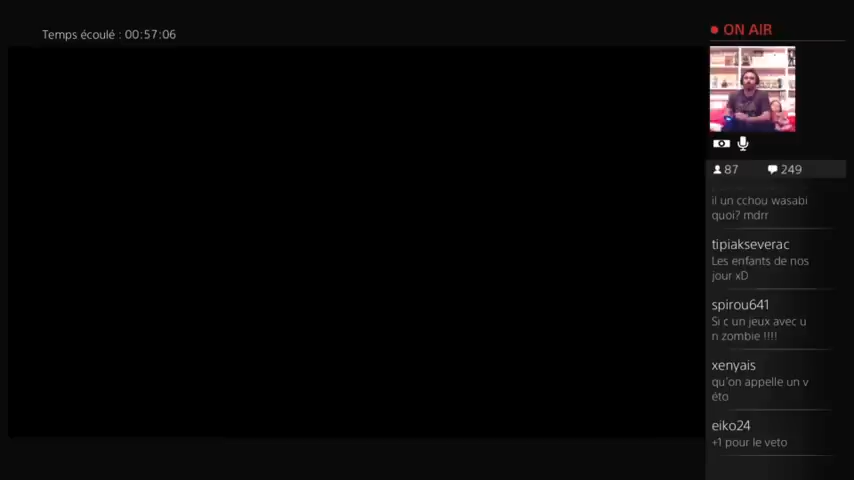 Temps écoulé : 00:57:06
ON AIR
87 249
il un cchou wasabi
quoi? mdrr
tipiakseverac
Les enfants de nos
jour xD
spirou641
Si c un jeux avec u
n zombie !!!!
xenyais
qu'on appelle un v
éto
eiko24
+1 pour le veto